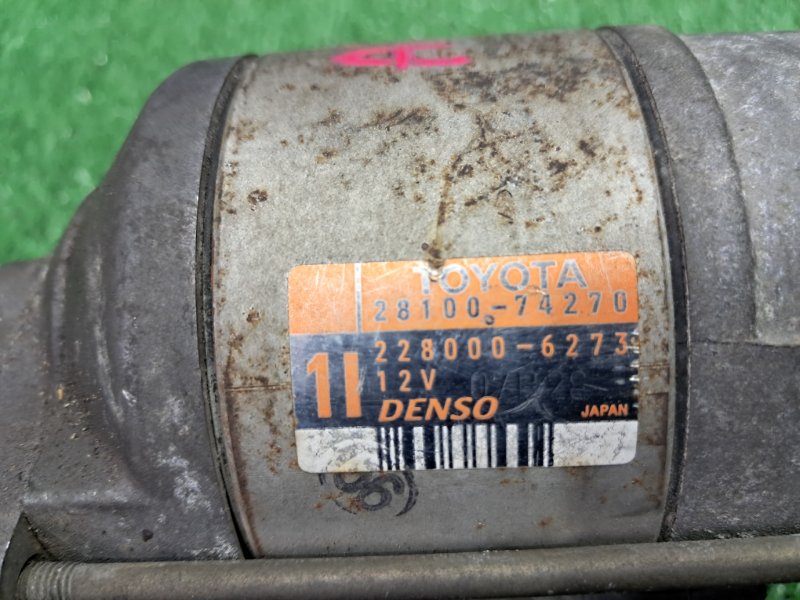 TOYOTA
28100-74270
228000-6273
1I
12V
DENSO
JAPAN